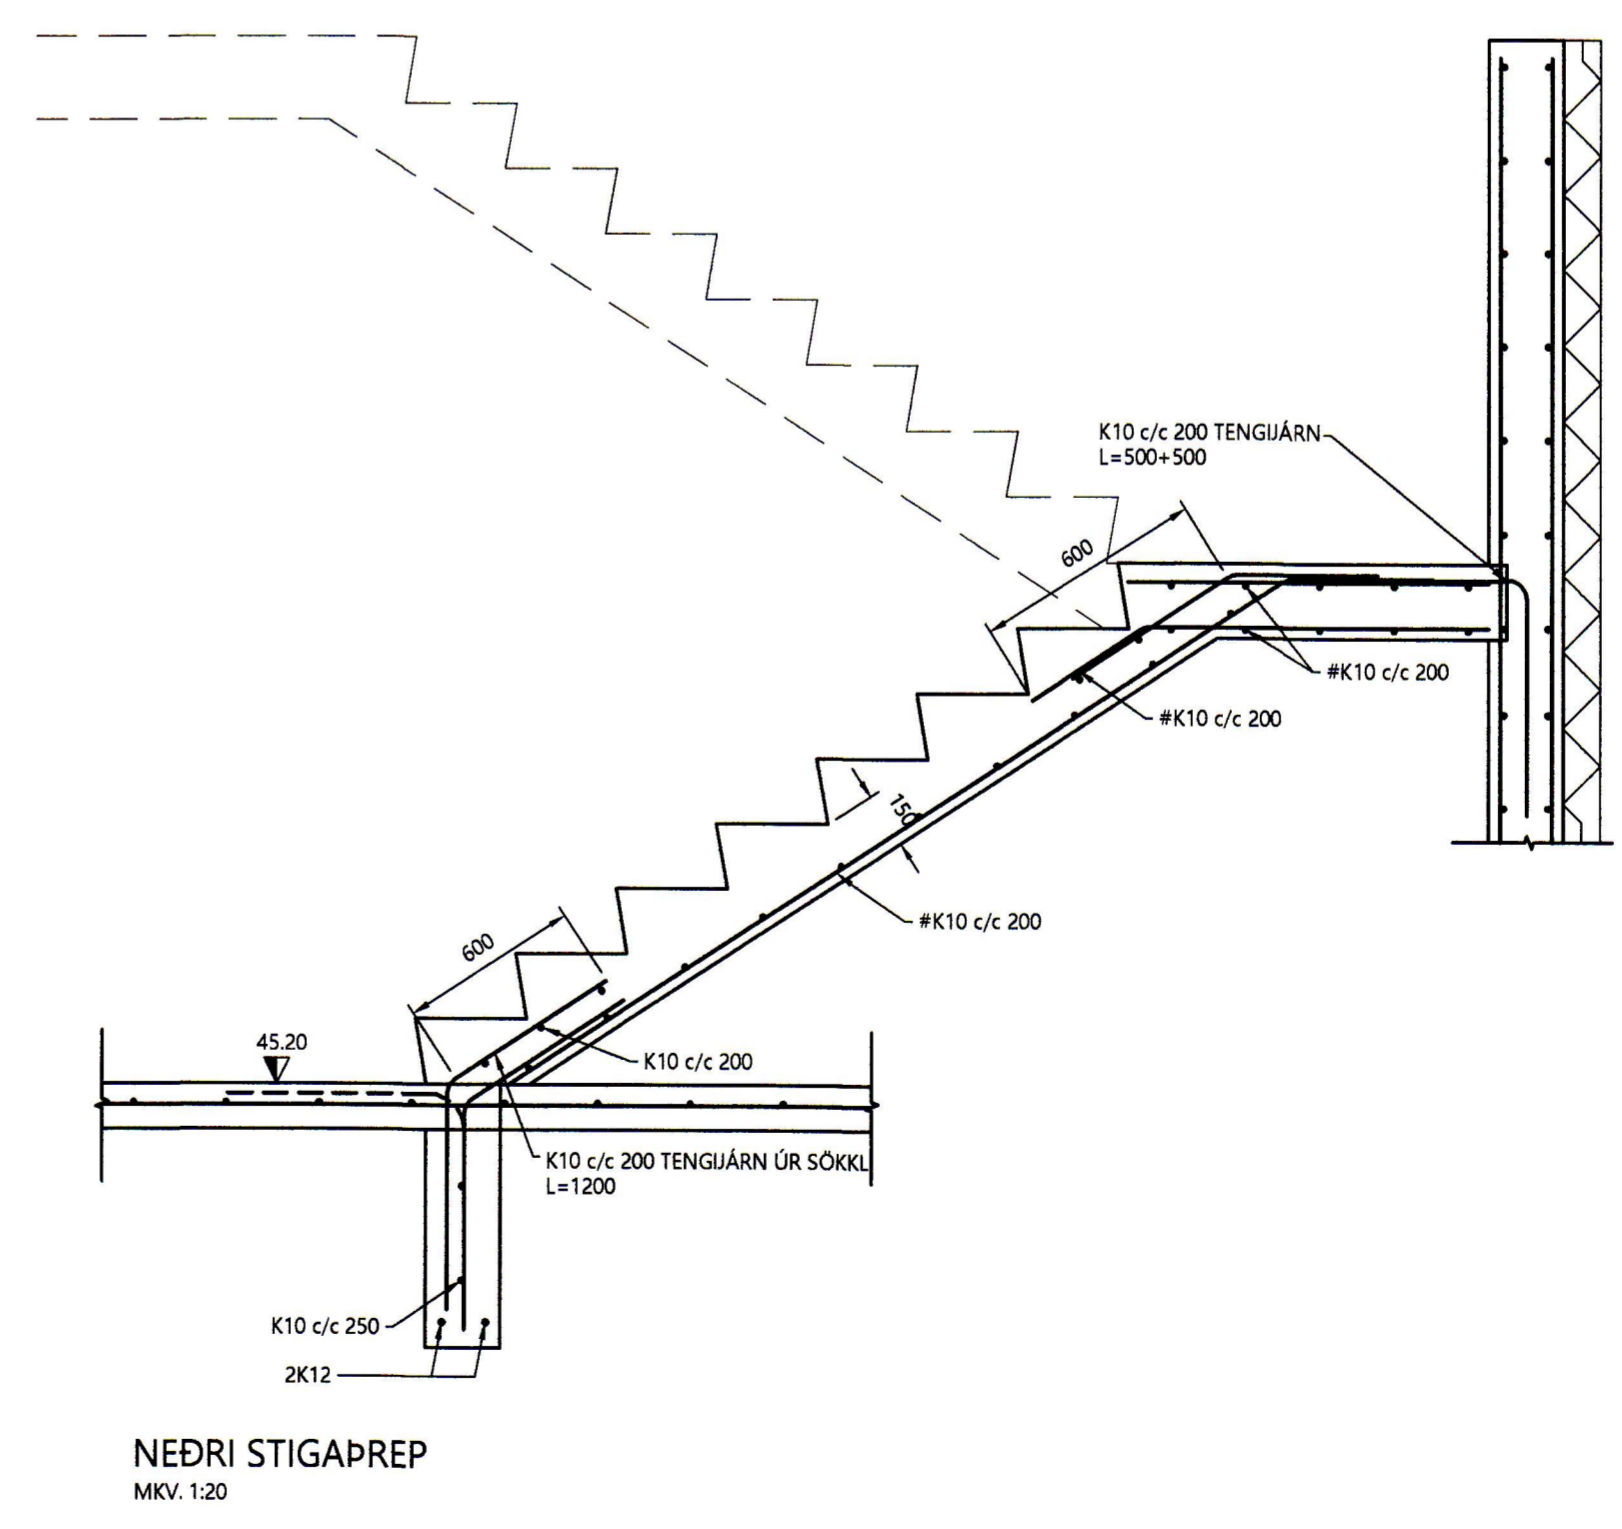 K10 c/c 200 TENGIJÁRN
L=500+500
600
#K10 c/c 200
#K10 c/c 200
150
#K10 c/c 200
600
45.20
K10 c/c 200
K10 c/c 200 TENGIJÁRN ÚR SÖKKL
L=1200
K10 c/c 250
2K12
NEÐRI STIGAÞREP
MKV. 1:20